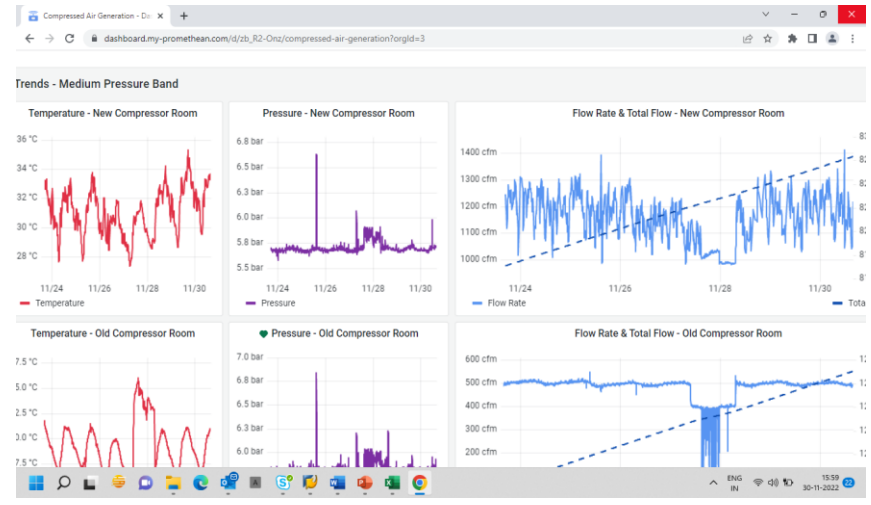 Compressed Air Generation - Da
dashboard.my-promethean.com/d/zb_R2-Onz/compressed-air-generation?orgId=3
Trends - Medium Pressure Band
Temperature - New Compressor Room
36 °C
34 °C
32 °C
30 °C
28 °C
11/24 11/26 11/28 11/30
Temperature
Pressure - New Compressor Room
6.8 bar
6.5 bar
6.3 bar
6.0 bar
5.8 bar
5.5 bar
11/24 11/26 11/28 11/30
Pressure
Flow Rate & Total Flow - New Compressor Room
1400 cfm
1300 cfm
1200 cfm
1100 cfm
1000 cfm
11/24 11/26 11/28 11/30
Flow Rate
Tota
Temperature - Old Compressor Room
7.5 °C
5.0 °C
2.5 °C
0.0 °C
7.5 °C
Pressure - Old Compressor Room
7.0 bar
6.8 bar
6.5 bar
6.3 bar
6.0 bar
Flow Rate & Total Flow - Old Compressor Room
600 cfm
500 cfm
400 cfm
300 cfm
200 cfm
ENG
IN
15:59
30-11-2022
22